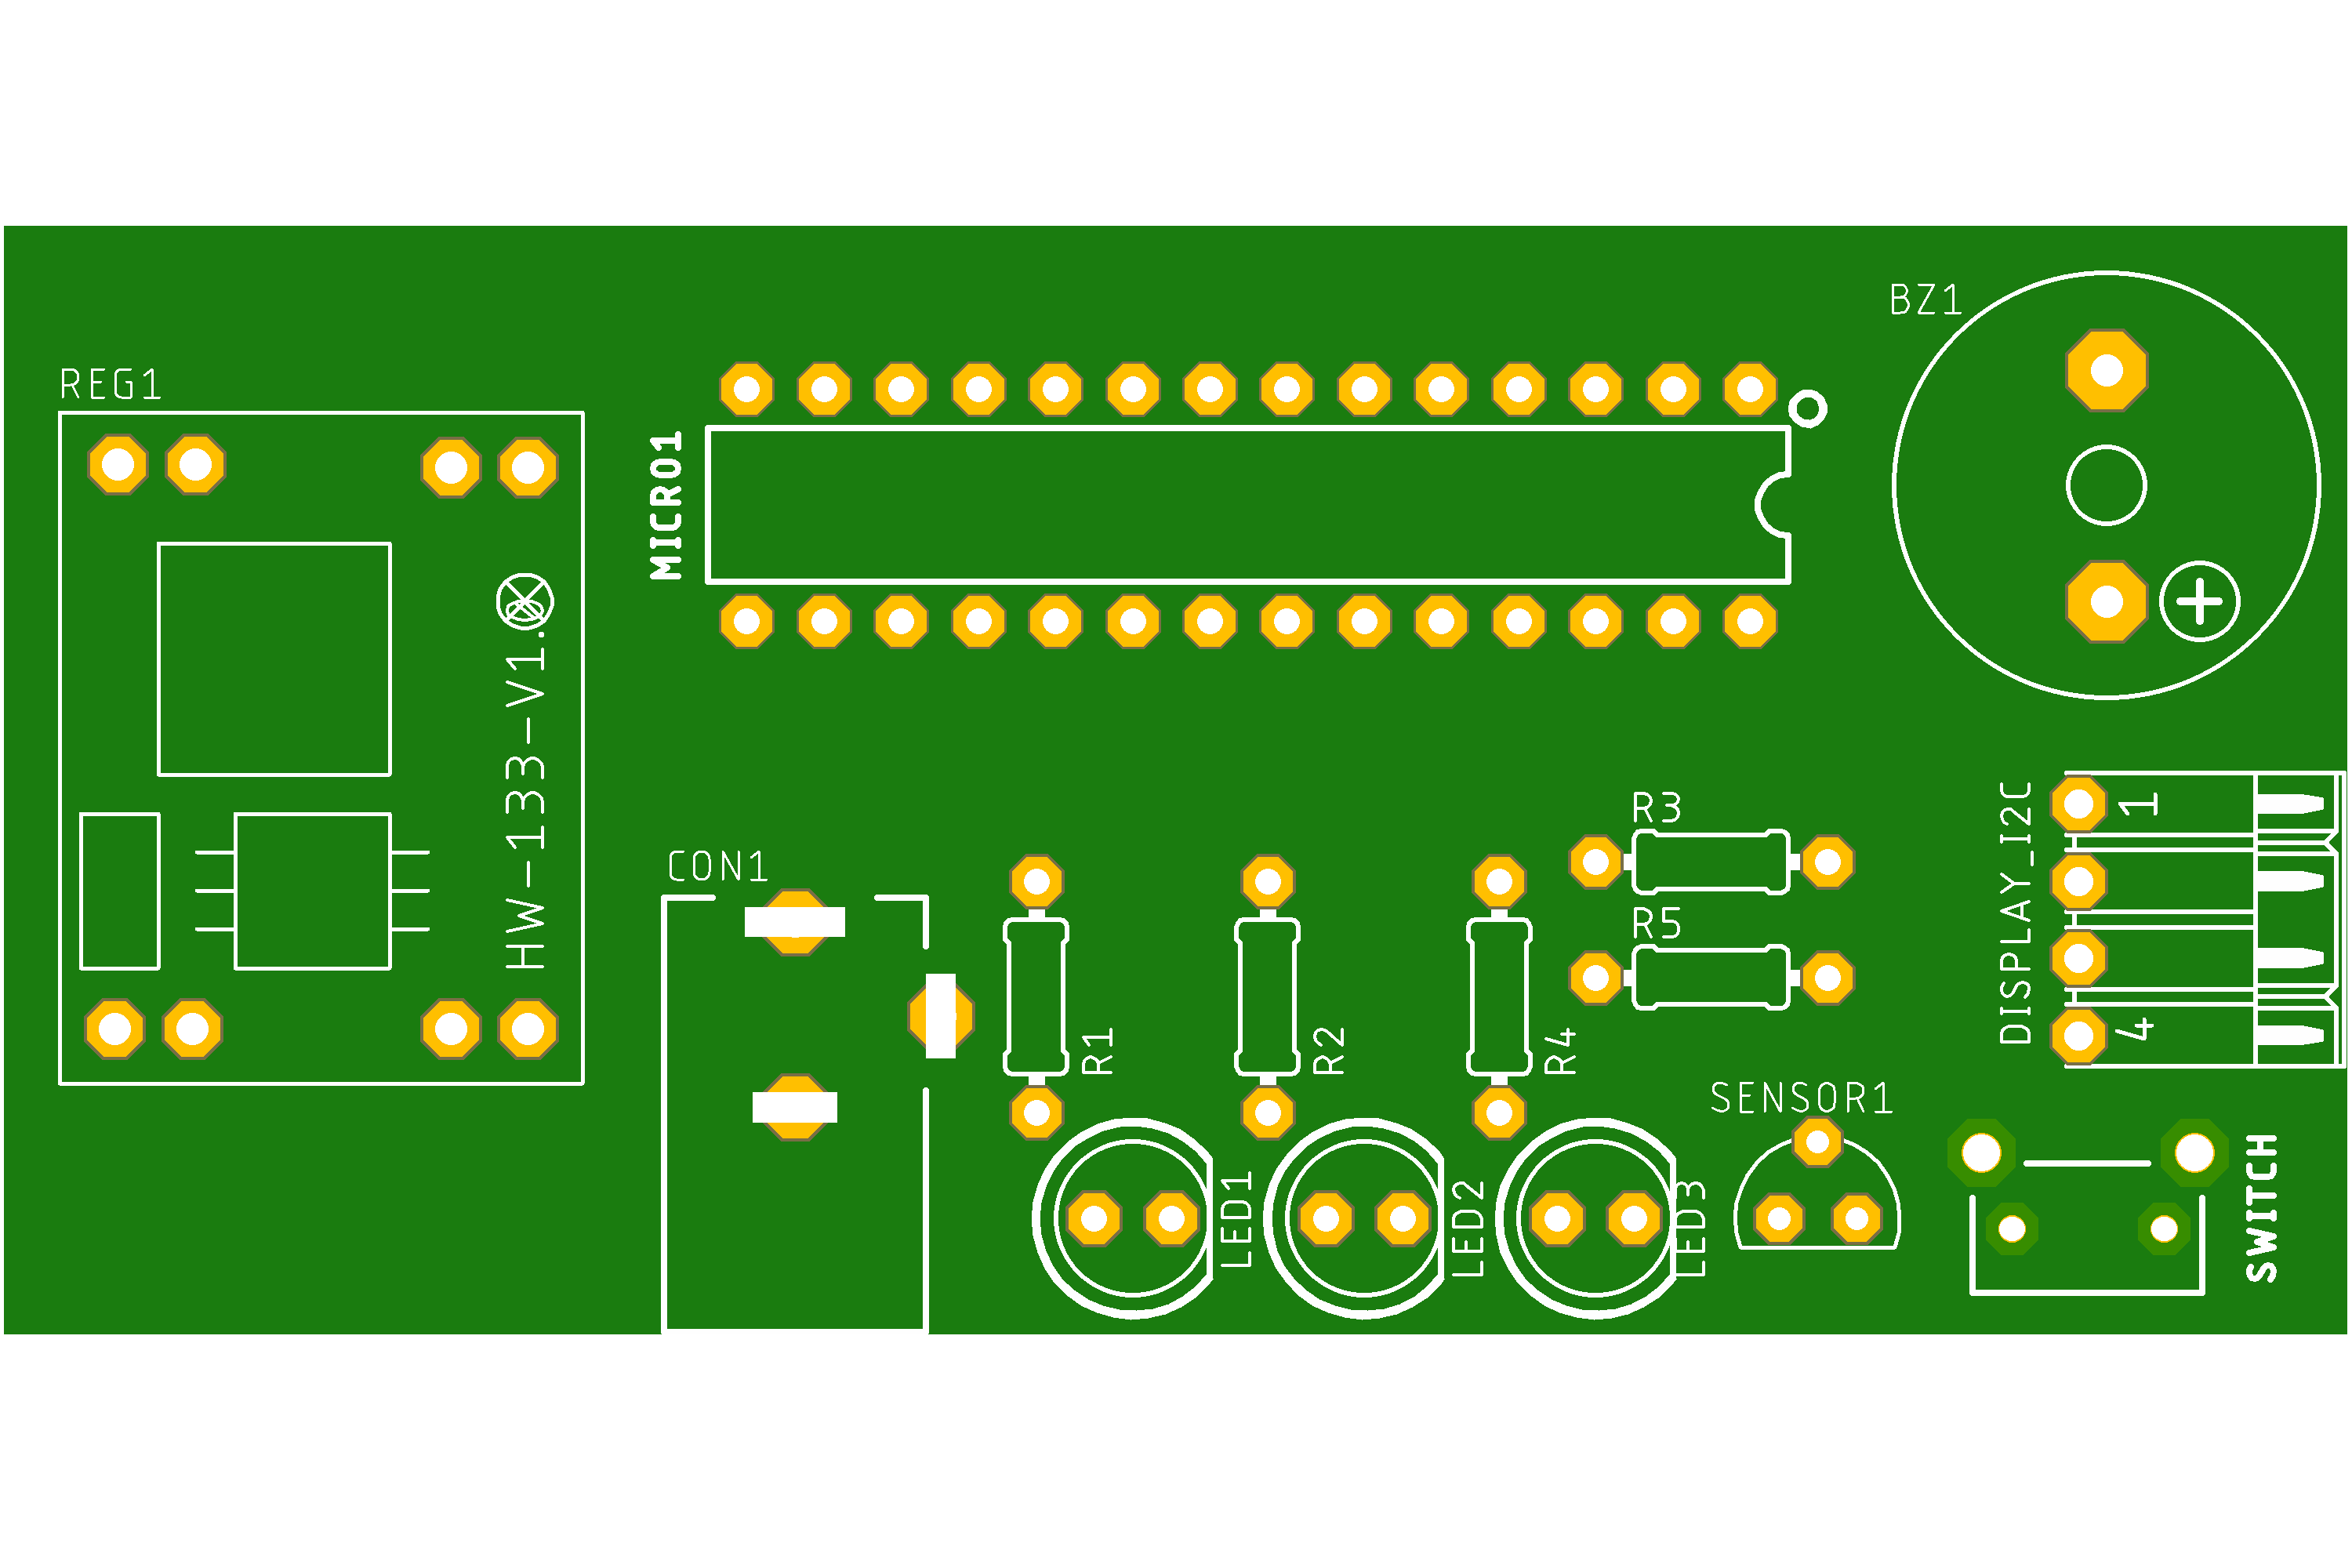 BZ1
REG1
MICRO1
HW-133-V1.
R3
1
DISPLAY_I2C
CON1
R5
4
R1
R2
R4
SENSOR1
LED1
LED2
LED3
SWITCH